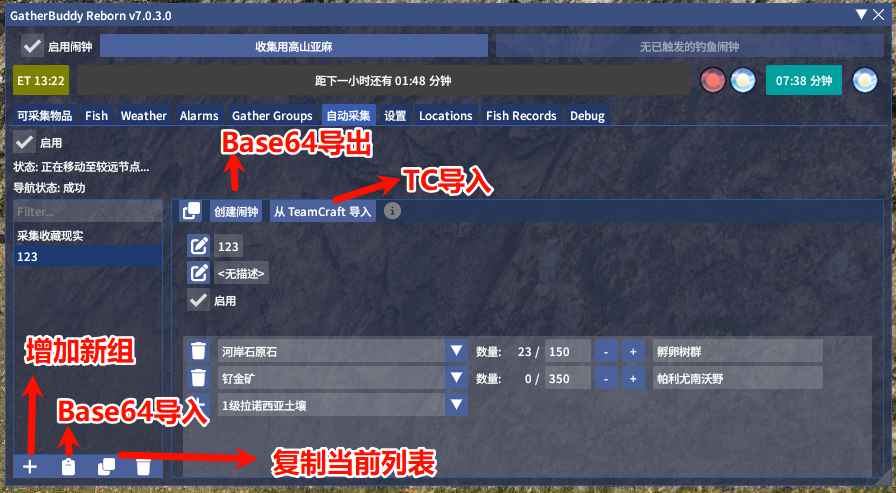 GatherBuddy Reborn v7.0.3.0
启用闹钟
收集用高山亚麻
无已触发的钓鱼闹钟
ET 13:22
距下一小时还有 01:48 分钟
07:38 分钟
可采集物品 Fish Weather Alarms Gather Groups 自动采集 设置 Locations Fish Records Debug
启用
Base64导出
状态: 正在移动至较远节点...
TC导入
导航状态: 成功
Filter...
创建闹钟
从 TeamCraft 导入
采集收藏现实
123
123
<无描述>
启用
河岸石原石 数量: 23 / 150 - + 孵卵树群
钌金矿 数量: 0 / 350 - + 帕利尤南沃野
+ 1级拉诺西亚土壤
增加新组
Base64导入
复制当前列表